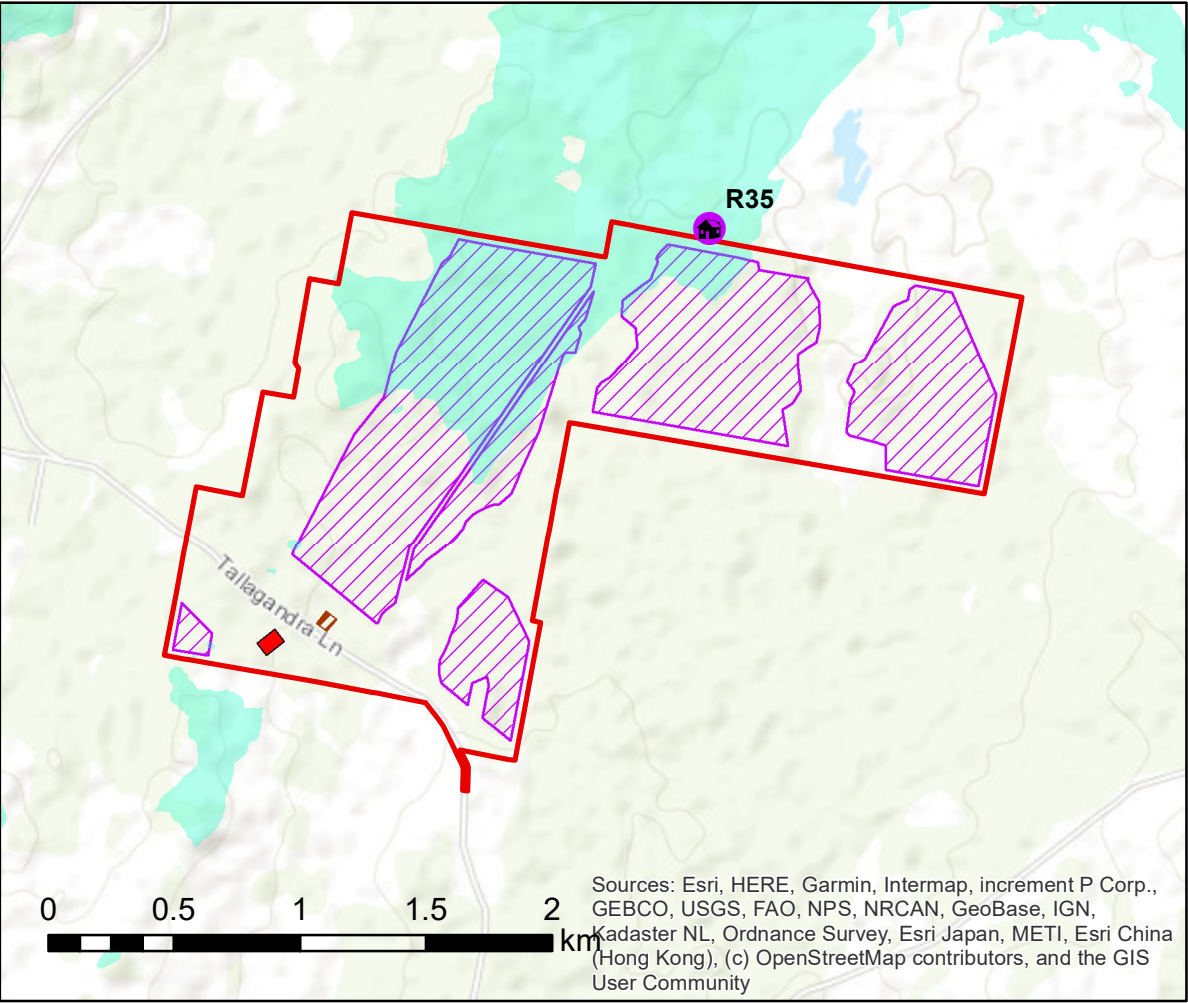 R35
Tallagandra Ln
0 0.5 1 1.5 2
km
Sources: Esri, HERE, Garmin, Intermap, increment P Corp.,
GEBCO, USGS, FAO, NPS, NRCAN, GeoBase, IGN,
Kadaster NL, Ordnance Survey, Esri Japan, METI, Esri China
(Hong Kong), (c) OpenStreetMap contributors, and the GIS
User Community